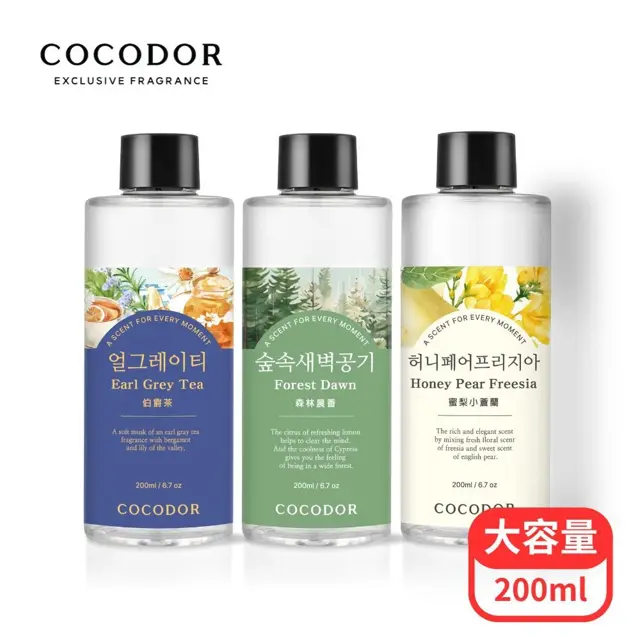 COCODOR
EXCLUSIVE FRAGRANCE
A SCENT FOR EVERY MOMENT
얼그레이티
Earl Grey Tea
伯爵茶
A soft musk of an earl gray tea
fragrance with bergamot
and lily of the valley.
200ml / 6.7 oz
COCODOR
A SCENT FOR EVERY MOMENT
숲속새벽공기
Forest Dawn
森林晨香
The citrus of refreshing lemon
helps to clear the mind.
And the coolness of Cypress
gives you the feeling
of being in a wide forest.
200ml / 6.7 oz
COCODOR
A SCENT FOR EVERY MOMENT
허니페어프리지아
Honey Pear Freesia
蜜梨小蒼蘭
The rich and elegant scent
by mixing fresh floral scent
of freesia and sweet scent
of english pear.
200ml / 6.7 oz
COCODOR
大容量
200ml